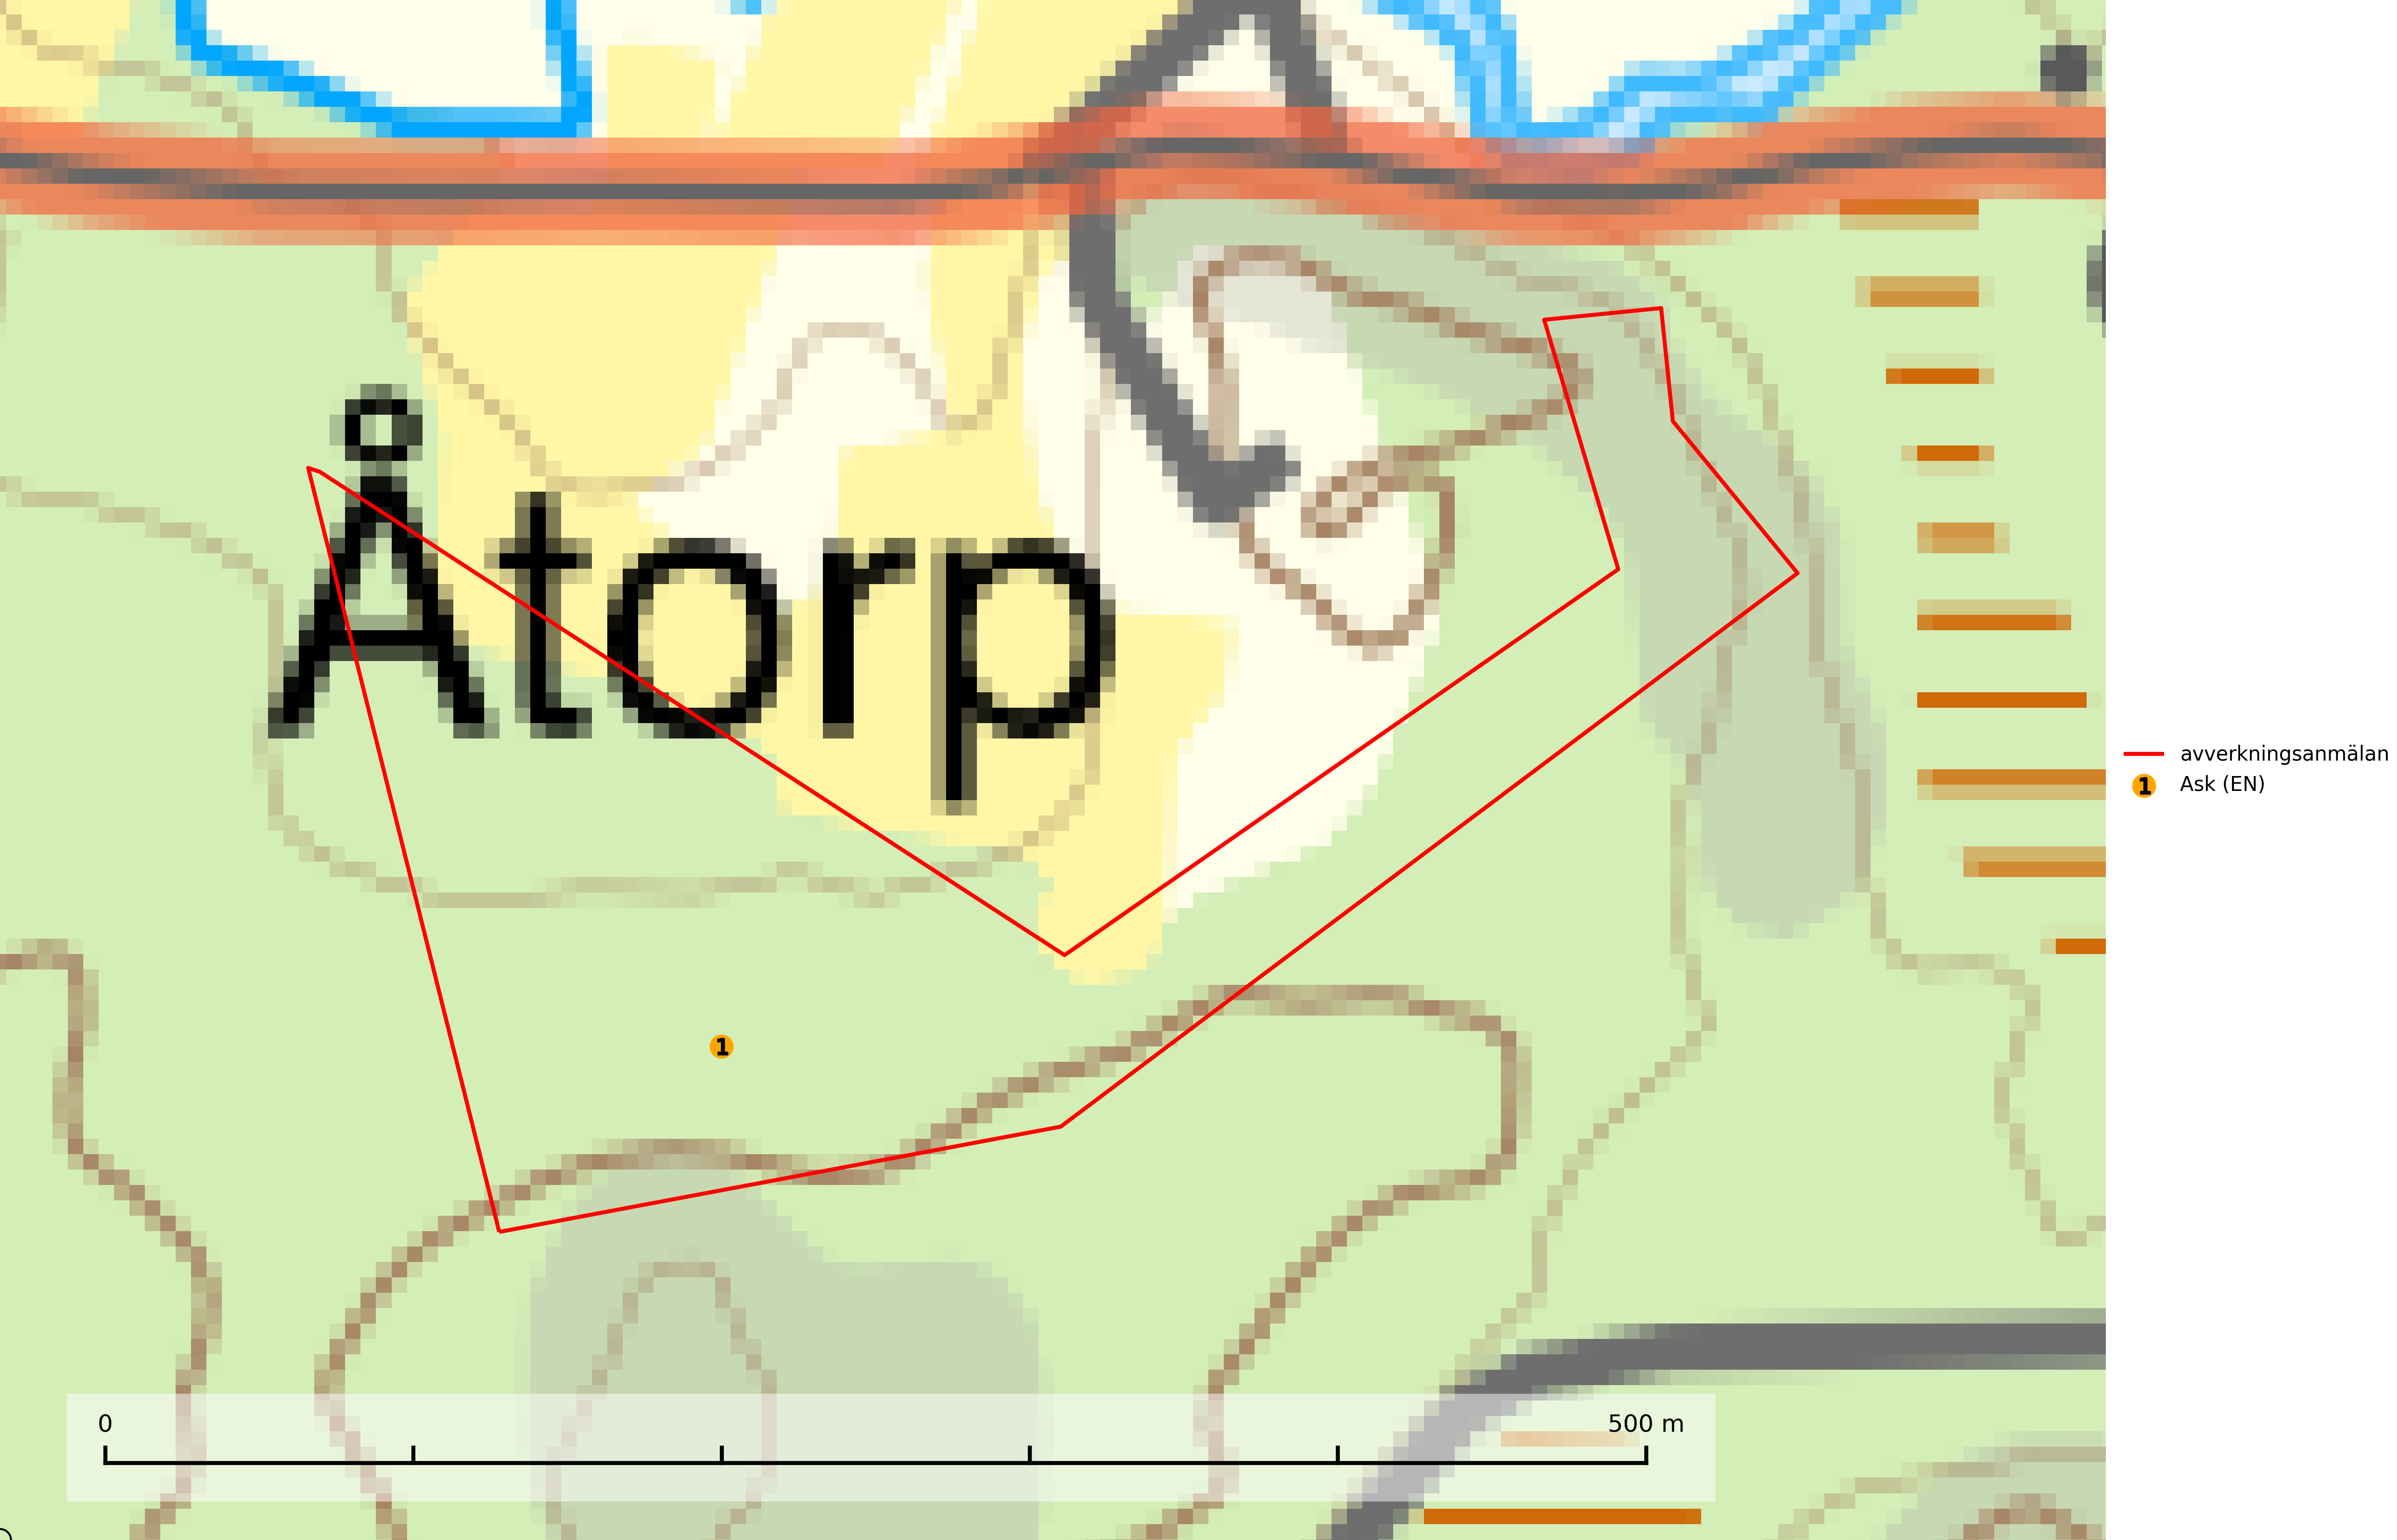 Åtorp
avverkningsanmälan
1 Ask (EN)
1
0 500 m